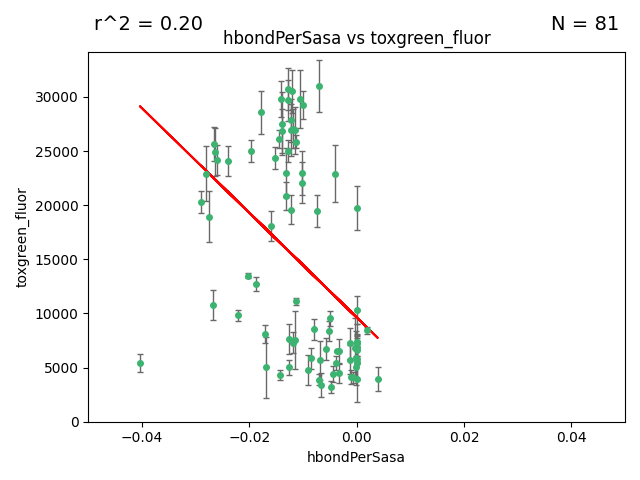 r^2 = 0.20
N = 81
hbondPerSasa vs toxgreen_fluor
30000
25000
20000
15000
10000
5000
0
toxgreen_fluor
−0.04
−0.02
0.00
0.02
0.04
hbondPerSasa